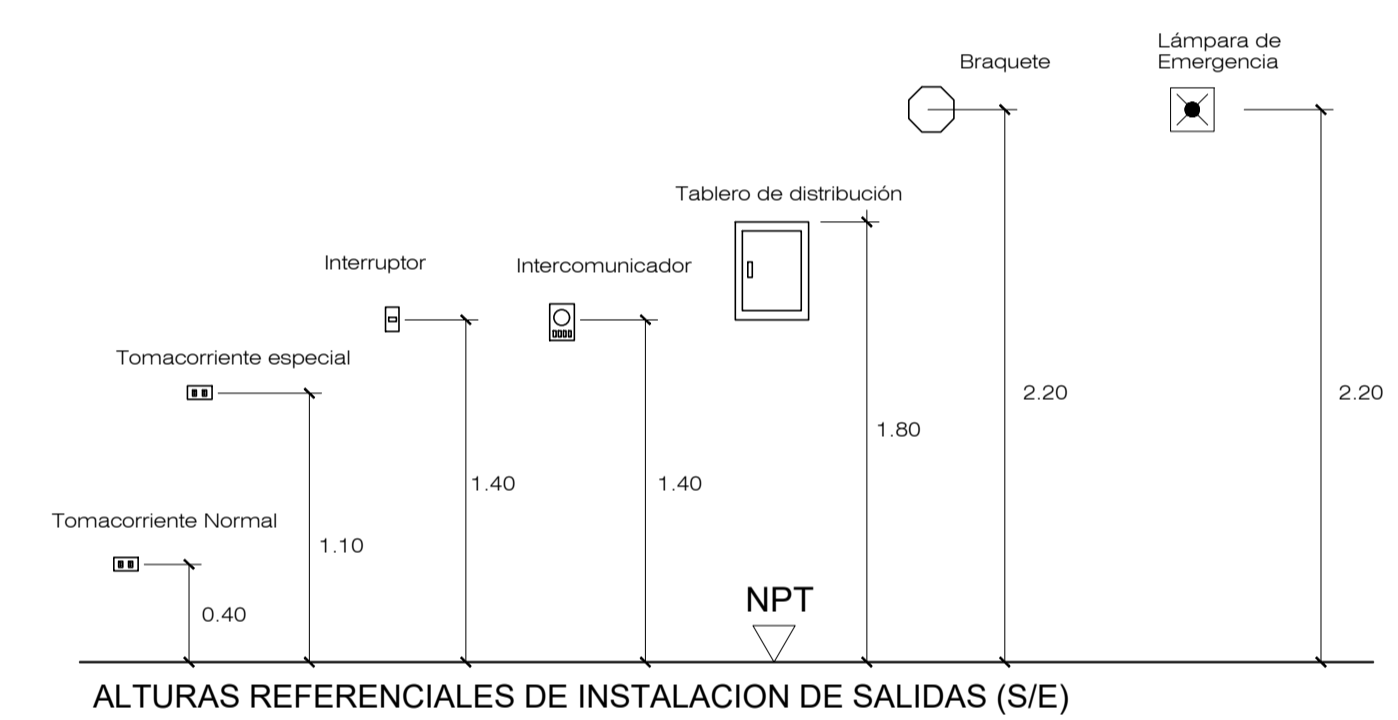 Lámpara de
Emergencia
Braquete
Tablero de distribución
Interruptor
Intercomunicador
Tomacorriente especial
2.20
2.20
1.80
1.40
1.40
Tomacorriente Normal
1.10
NPT
0.40
ALTURAS REFERENCIALES DE INSTALACION DE SALIDAS (S/E)